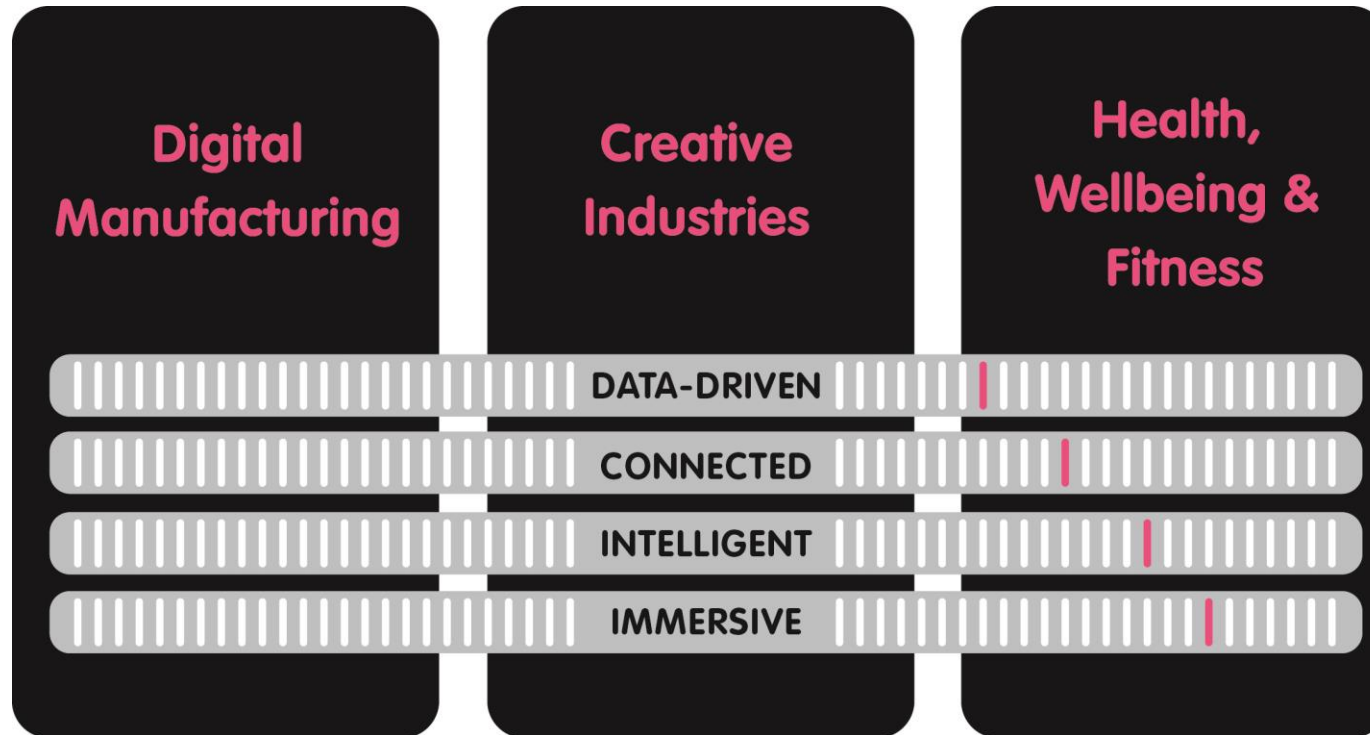 Digital
Manufacturing
Creative
Industries
Health,
Wellbeing &
Fitness
DATA-DRIVEN
CONNECTED
INTELLIGENT
IMMERSIVE